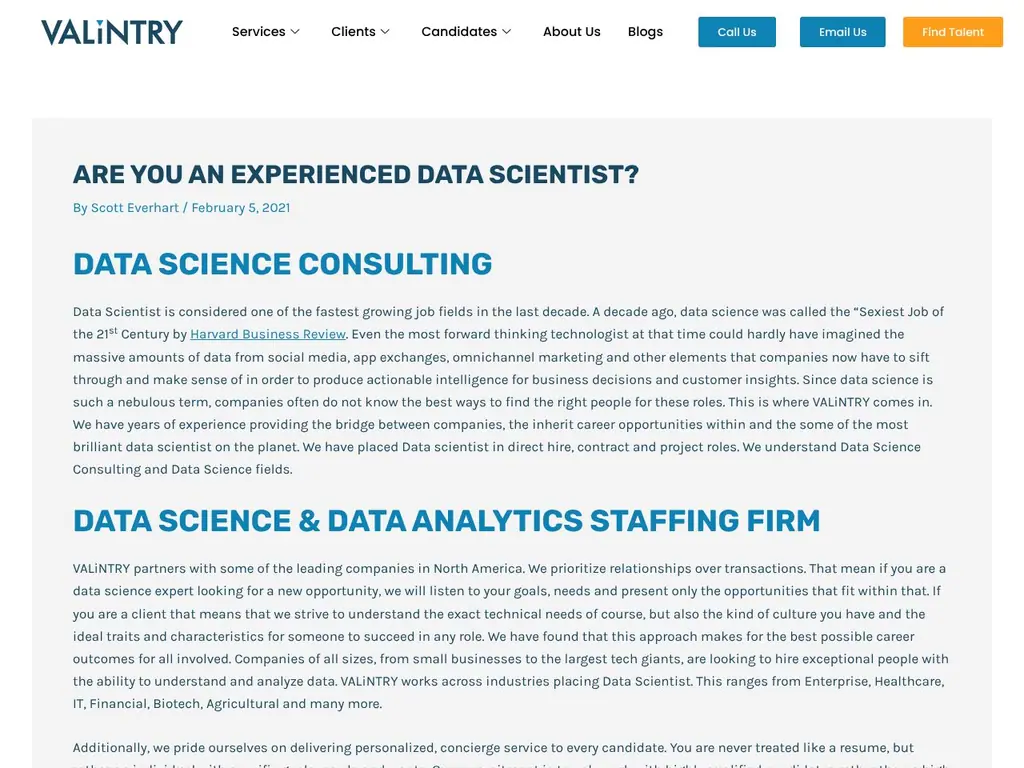 VALiNTRY
Services
Clients
Candidates
About Us
Blogs
Call Us
Email Us
Find Talent
ARE YOU AN EXPERIENCED DATA SCIENTIST?
By Scott Everhart / February 5, 2021
DATA SCIENCE CONSULTING
Data Scientist is considered one of the fastest growing job fields in the last decade. A decade ago, data science was called the “Sexiest Job of
the 21st Century by Harvard Business Review. Even the most forward thinking technologist at that time could hardly have imagined the
massive amounts of data from social media, app exchanges, omnichannel marketing and other elements that companies now have to sift
through and make sense of in order to produce actionable intelligence for business decisions and customer insights. Since data science is
such a nebulous term, companies often do not know the best ways to find the right people for these roles. This is where VALiNTRY comes in.
We have years of experience providing the bridge between companies, the inherit career opportunities within and the some of the most
brilliant data scientist on the planet. We have placed Data scientist in direct hire, contract and project roles. We understand Data Science
Consulting and Data Science fields.
DATA SCIENCE & DATA ANALYTICS STAFFING FIRM
VALiNTRY partners with some of the leading companies in North America. We prioritize relationships over transactions. That mean if you are a
data science expert looking for a new opportunity, we will listen to your goals, needs and present only the opportunities that fit within that. If
you are a client that means that we strive to understand the exact technical needs of course, but also the kind of culture you have and the
ideal traits and characteristics for someone to succeed in any role. We have found that this approach makes for the best possible career
outcomes for all involved. Companies of all sizes, from small businesses to the largest tech giants, are looking to hire exceptional people with
the ability to understand and analyze data. VALiNTRY works across industries placing Data Scientist. This ranges from Enterprise, Healthcare,
IT, Financial, Biotech, Agricultural and many more.
Additionally, we pride ourselves on delivering personalized, concierge service to every candidate. You are never treated like a resume, but